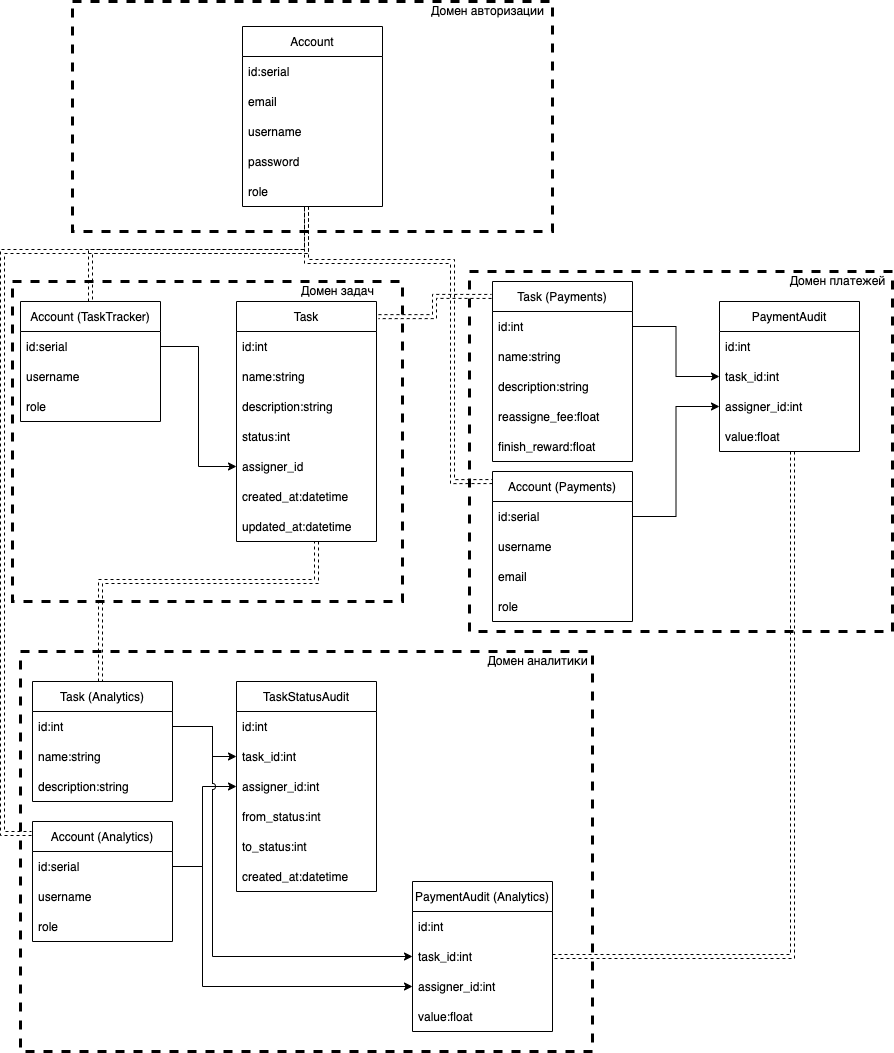 Домен авторизации
Account
id:serial
email
username
password
role
Домен задач
Account (TaskTracker)
id:serial
username
role
Task
id:int
name:string
description:string
status:int
assigner_id
created_at:datetime
updated_at:datetime
Домен платежей
Task (Payments)
id:int
name:string
description:string
reassigne_fee:float
finish_reward:float
PaymentAudit
id:int
task_id:int
assigner_id:int
value:float
Account (Payments)
id:serial
username
email
role
Домен аналитики
Task (Analytics)
id:int
name:string
description:string
TaskStatusAudit
id:int
task_id:int
assigner_id:int
from_status:int
to_status:int
created_at:datetime
Account (Analytics)
id:serial
username
role
PaymentAudit (Analytics)
id:int
task_id:int
assigner_id:int
value:float